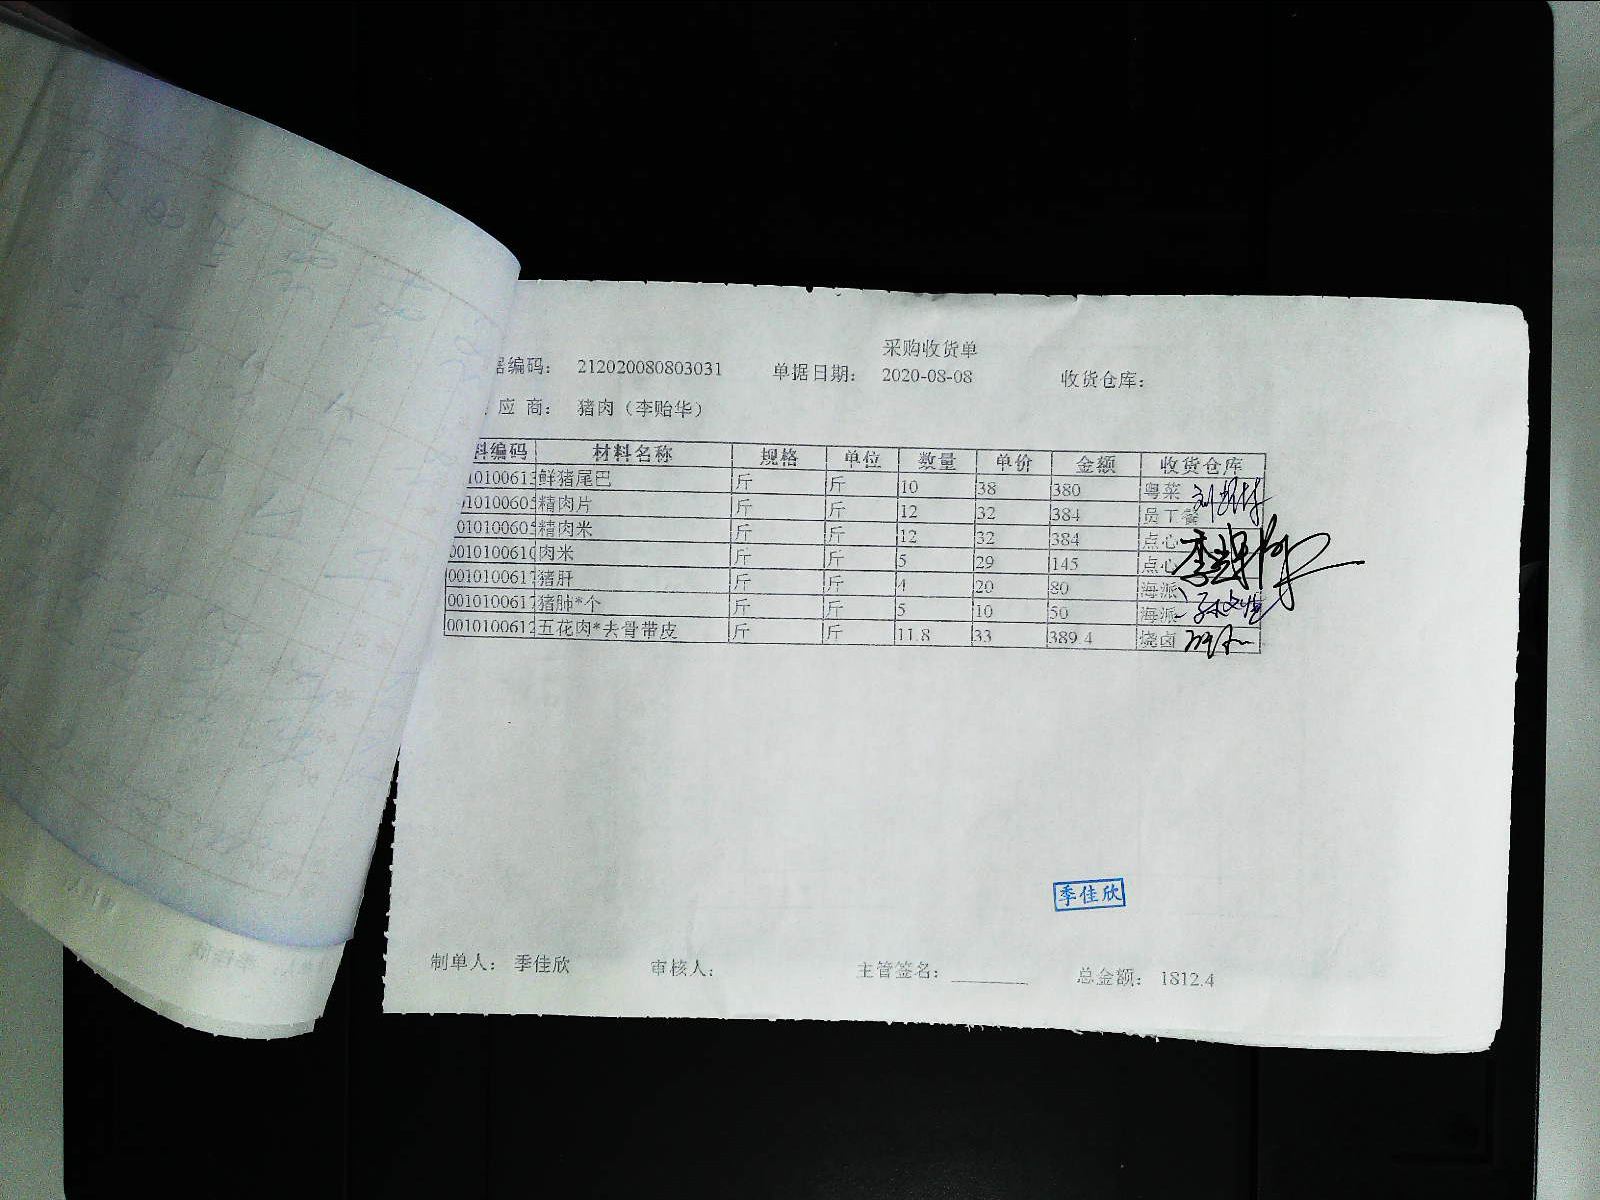 采购收货单
据编码： 212020080803031 单据日期： 2020-08-08 收货仓库：
应 商： 猪肉（李贻华）
料编码 材料名称 规格 单位 数量 单价 金额 收货仓库
10100613 鲜猪尾巴 斤 斤 10 38 380 粤菜
010100605 精肉片 斤 斤 12 32 384 员工餐
010100605 精肉米 斤 斤 12 32 384 点心
0010100610 肉米 斤 斤 5 29 145 点心
0010100617 猪肝 斤 斤 4 20 80 海派
0010100617 猪肺*个 斤 斤 5 10 50 海派
0010100612 五花肉*去骨带皮 斤 斤 11.8 33 389.4 烧卤
季佳欣
制单人： 季佳欣 审核人： 主管签名： 总金额： 1812.4